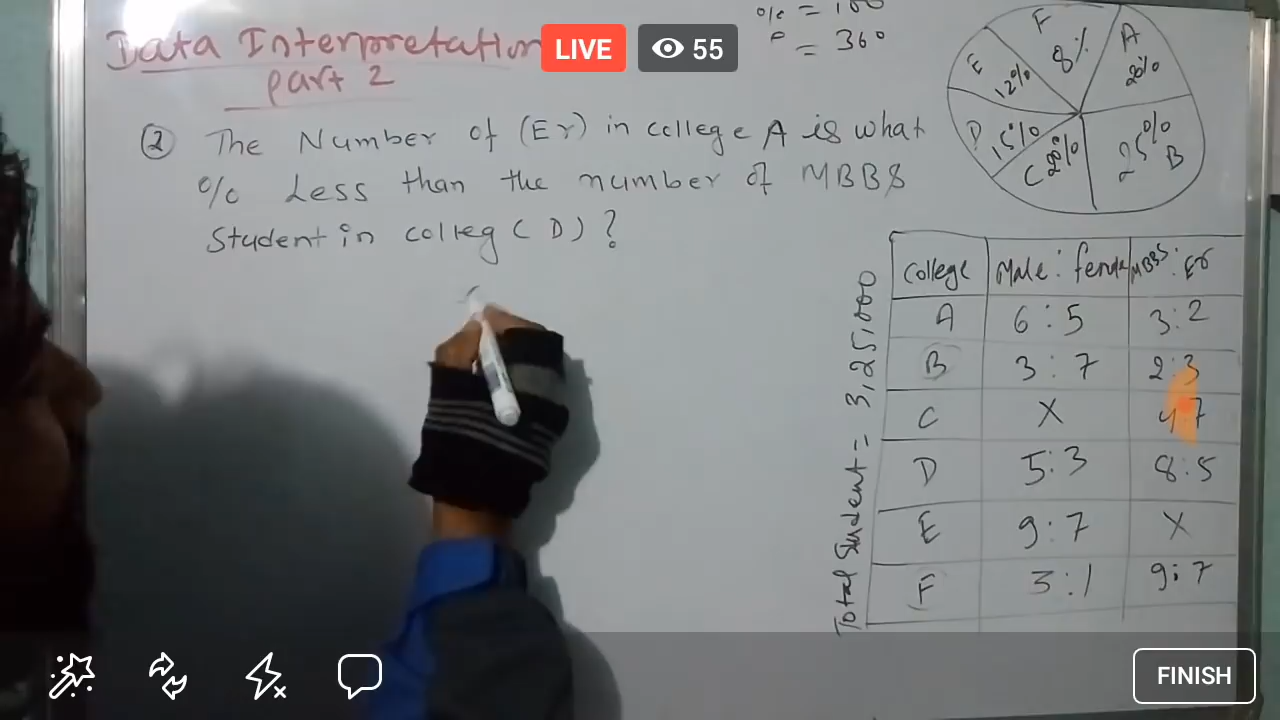 Data Interpretation
Part 2
LIVE 55
% = 100
° = 360
② The Number of (Er) in college A is what
% Less than the number of MBBS
Student in colleg (D) ?
F 8%
A 20%
E 12%
D 15%
C 20%
25% B
Total Student = 3,25,000
College Male : female MBBS : Er
A 6 : 5 3 : 2
B 3 : 7 2 : 3
C X 4 : 7
D 5 : 3 8 : 5
E 9 : 7 X
F 3 : 1 9 : 7
FINISH